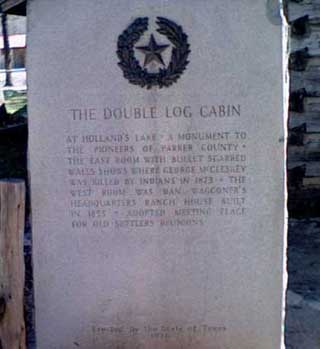 THE DOUBLE LOG CABIN
AT HOLLAND'S LAKE • A MONUMENT TO
THE PIONEERS OF PARKER COUNTY •
THE EAST ROOM WITH BULLET SCARRED
WALLS SHOWS WHERE GEORGE McCLESKEY
WAS KILLED BY INDIANS IN 1873 • THE
WEST ROOM WAS DAN WAGGONER'S
HEADQUARTERS RANCH HOUSE BUILT
IN 1855 • ADOPTED MEETING PLACE
FOR OLD SETTLERS REUNIONS
Erected by the State of Texas
1936